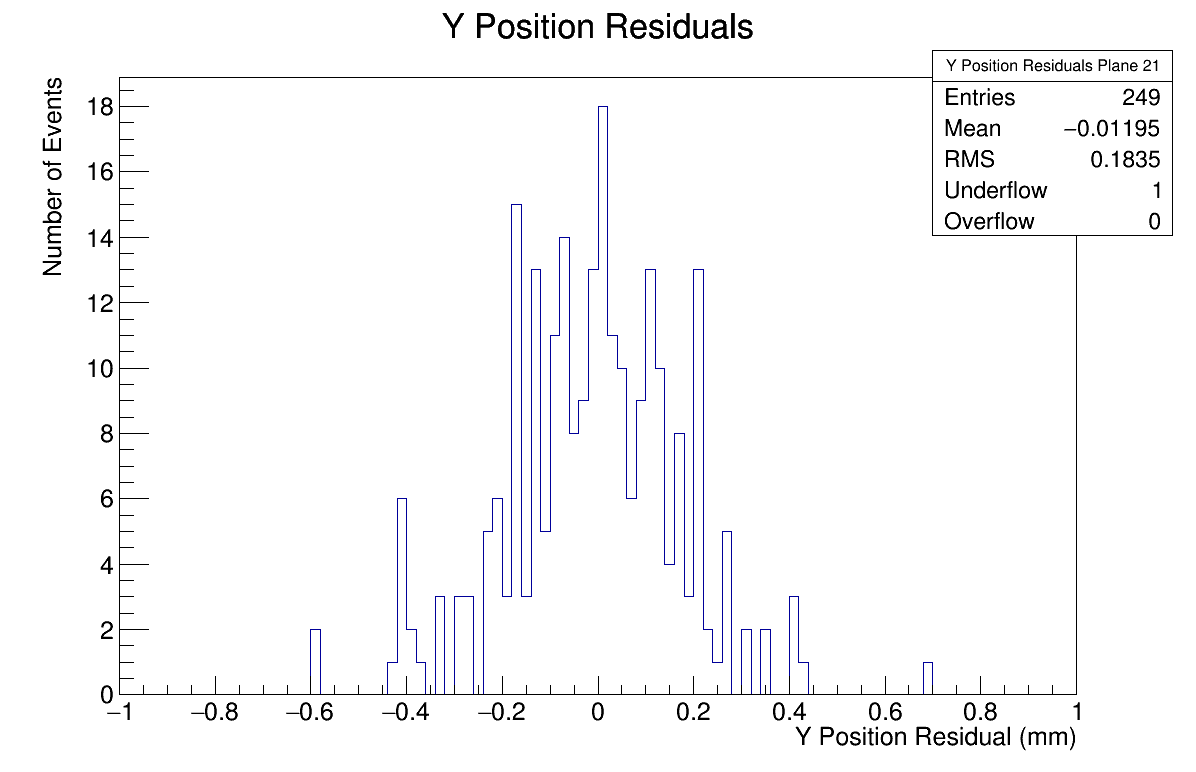 Y Position Residuals
Y Position Residuals Plane 21
Entries 249
Mean −0.01195
RMS 0.1835
Underflow 1
Overflow 0
Number of Events
18
16
14
12
10
8
6
4
2
0
−1 −0.8 −0.6 −0.4 −0.2 0 0.2 0.4 0.6 0.8 1
Y Position Residual (mm)